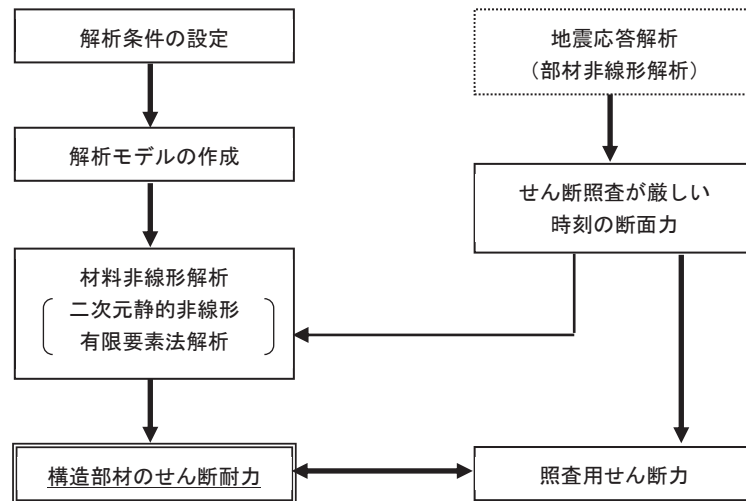 解析条件の設定
解析モデルの作成
材料非線形解析
二次元静的非線形
有限要素法解析
構造部材のせん断耐力
地震応答解析
（部材非線形解析）
せん断照査が厳しい
時刻の断面力
照査用せん断力